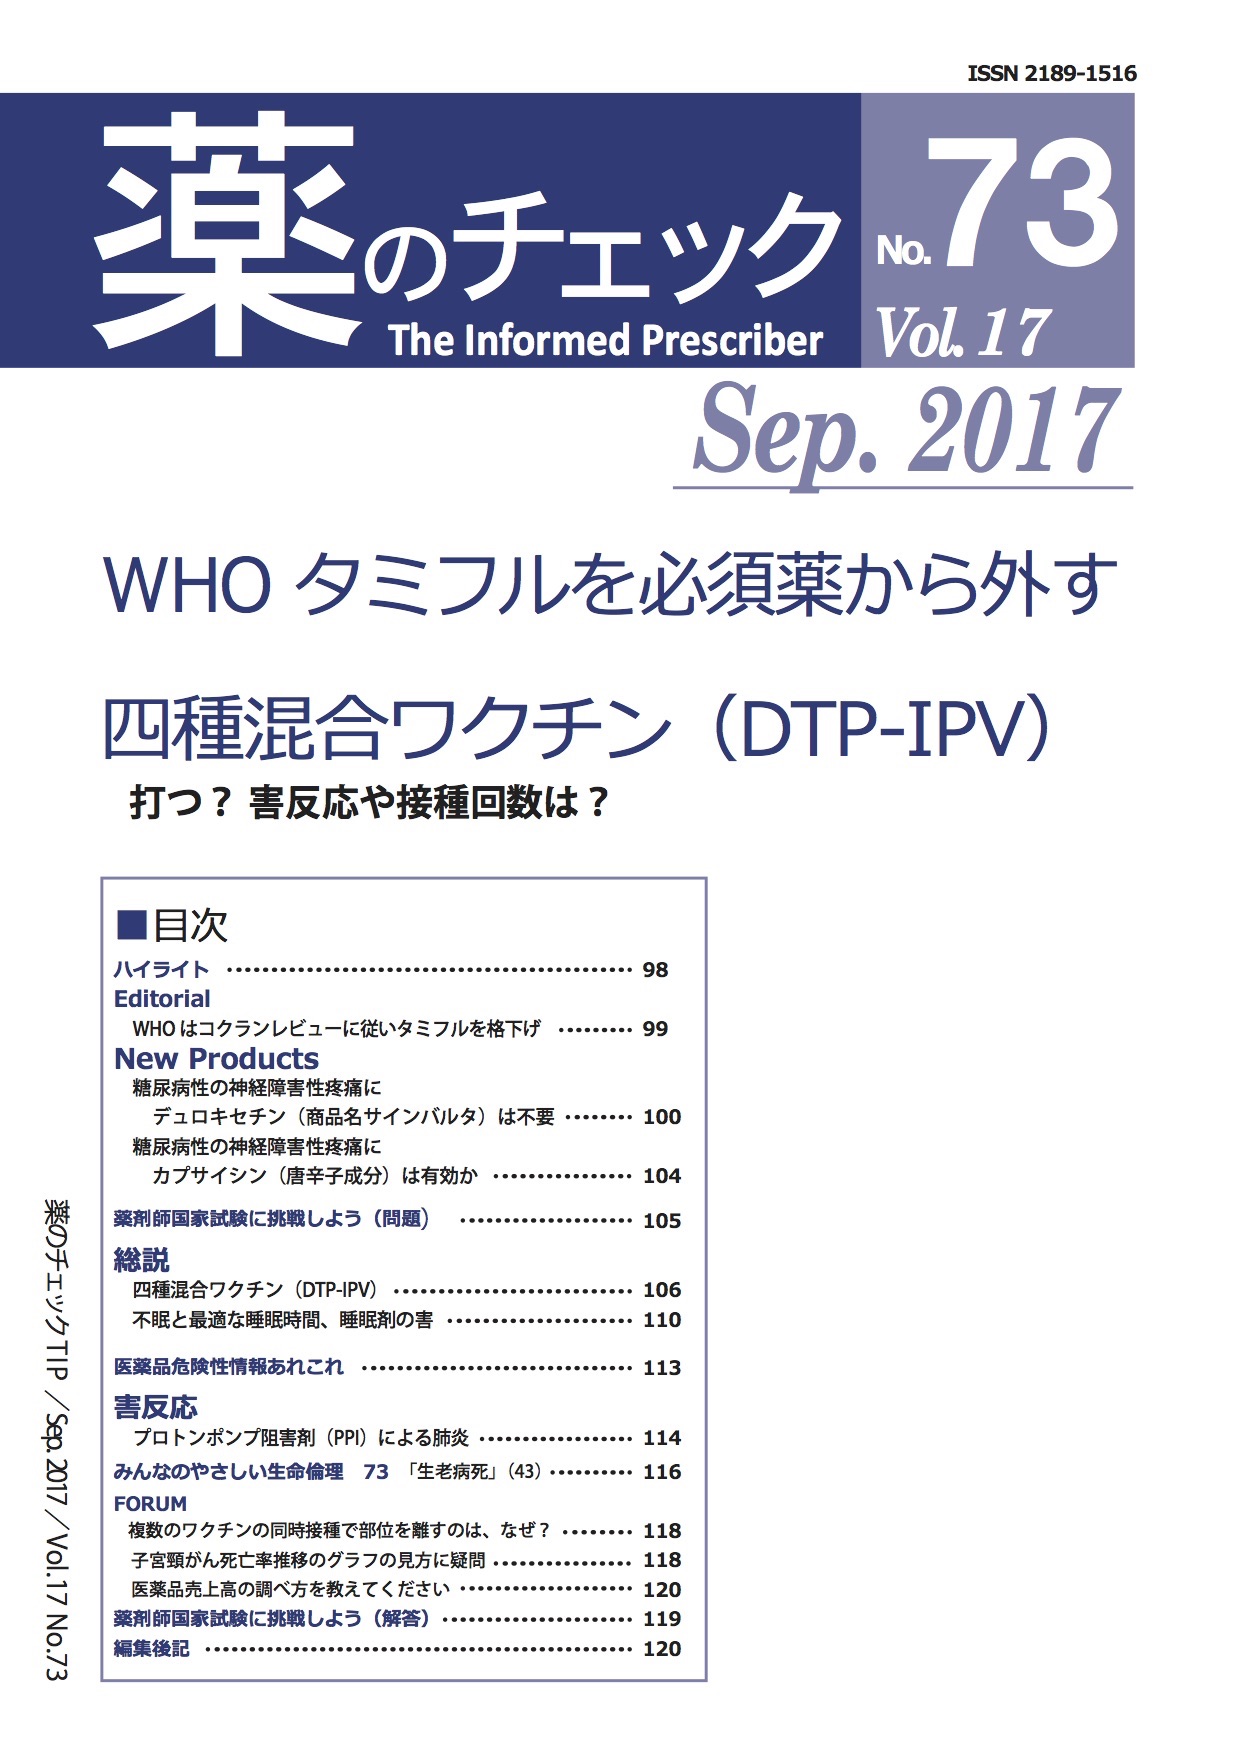 ISSN 2189-1516
薬のチェック
The Informed Prescriber
No.73
Vol.17
Sep. 2017
WHO タミフルを必須薬から外す
四種混合ワクチン（DTP-IPV）
打つ？ 害反応や接種回数は？
■目次
ハイライト ･････････････････････････････････････ 98
Editorial
WHO はコクランレビューに従いタミフルを格下げ ････････ 99
New Products
糖尿病性の神経障害性疼痛に
デュロキセチン（商品名サインバルタ）は不要 ･･･････ 100
糖尿病性の神経障害性疼痛に
カプサイシン（唐辛子成分）は有効か ･････････････ 104
薬剤師国家試験に挑戦しよう（問題） ････････････････ 105
総説
四種混合ワクチン（DTP-IPV） ･･････････････････････ 106
不眠と最適な睡眠時間、睡眠剤の害 ･････････････････ 110
医薬品危険性情報あれこれ ･････････････････････････ 113
害反応
プロトンポンプ阻害剤（PPI）による肺炎 ･･････････････ 114
みんなのやさしい生命倫理　73　「生老病死」（43） ････････ 116
FORUM
複数のワクチンの同時接種で部位を離すのは、なぜ？ ････････ 118
子宮頸がん死亡率推移のグラフの見方に疑問 ･････････････ 118
医薬品売上高の調べ方を教えてください ････････････････ 120
薬剤師国家試験に挑戦しよう（解答） ･････････････････ 119
編集後記 ･･･････････････････････････････････････ 120
薬のチェック TIP ／Sep. 2017 ／Vol.17 No.73